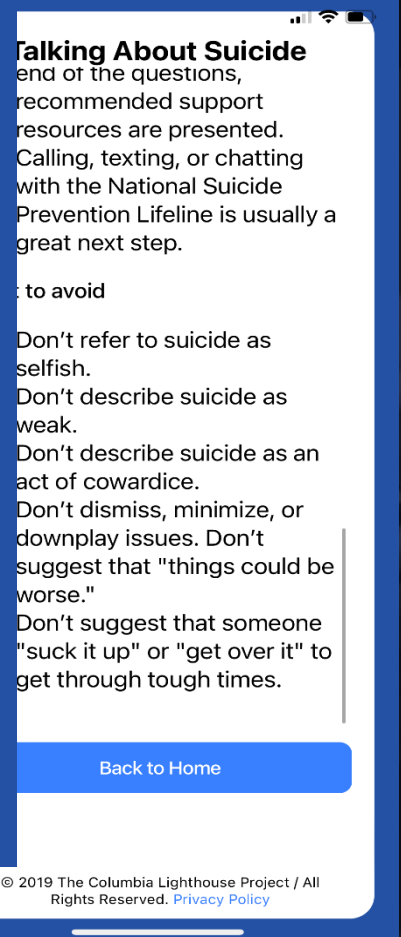 Talking About Suicide
end of the questions,
recommended support
resources are presented.
Calling, texting, or chatting
with the National Suicide
Prevention Lifeline is usually a
great next step.
to avoid
Don’t refer to suicide as
selfish.
Don’t describe suicide as
weak.
Don’t describe suicide as an
act of cowardice.
Don’t dismiss, minimize, or
downplay issues. Don’t
suggest that "things could be
worse."
Don’t suggest that someone
"suck it up" or "get over it" to
get through tough times.
Back to Home
© 2019 The Columbia Lighthouse Project / All
Rights Reserved. Privacy Policy